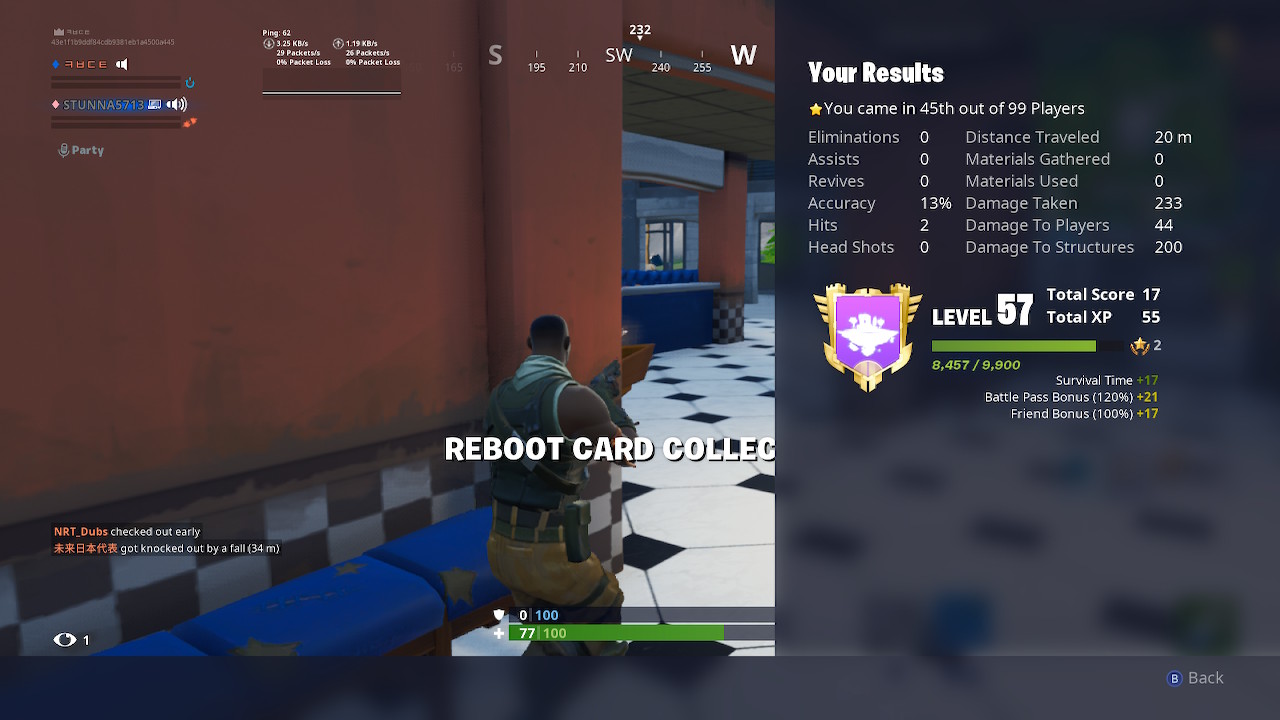 ㅋㅂㄷㄷ
43e1f1b9ddf84cdb9381eb1a4500a445
ㅋㅂㄷㄷ
STUNNA5713
Party
Ping: 62
3.25 KB/s 1.19 KB/s
29 Packets/s 26 Packets/s
0% Packet Loss 0% Packet Loss
232
165 S 195 210 SW 240 255 W
REBOOT CARD COLLEC
NRT_Dubs checked out early
未来日本代表 got knocked out by a fall (34 m)
1
0 | 100
77 | 100
Your Results
You came in 45th out of 99 Players
Eliminations 0 Distance Traveled 20 m
Assists 0 Materials Gathered 0
Revives 0 Materials Used 0
Accuracy 13% Damage Taken 233
Hits 2 Damage To Players 44
Head Shots 0 Damage To Structures 200
LEVEL 57
Total Score 17
Total XP 55
2
8,457 / 9,900
Survival Time +17
Battle Pass Bonus (120%) +21
Friend Bonus (100%) +17
B Back